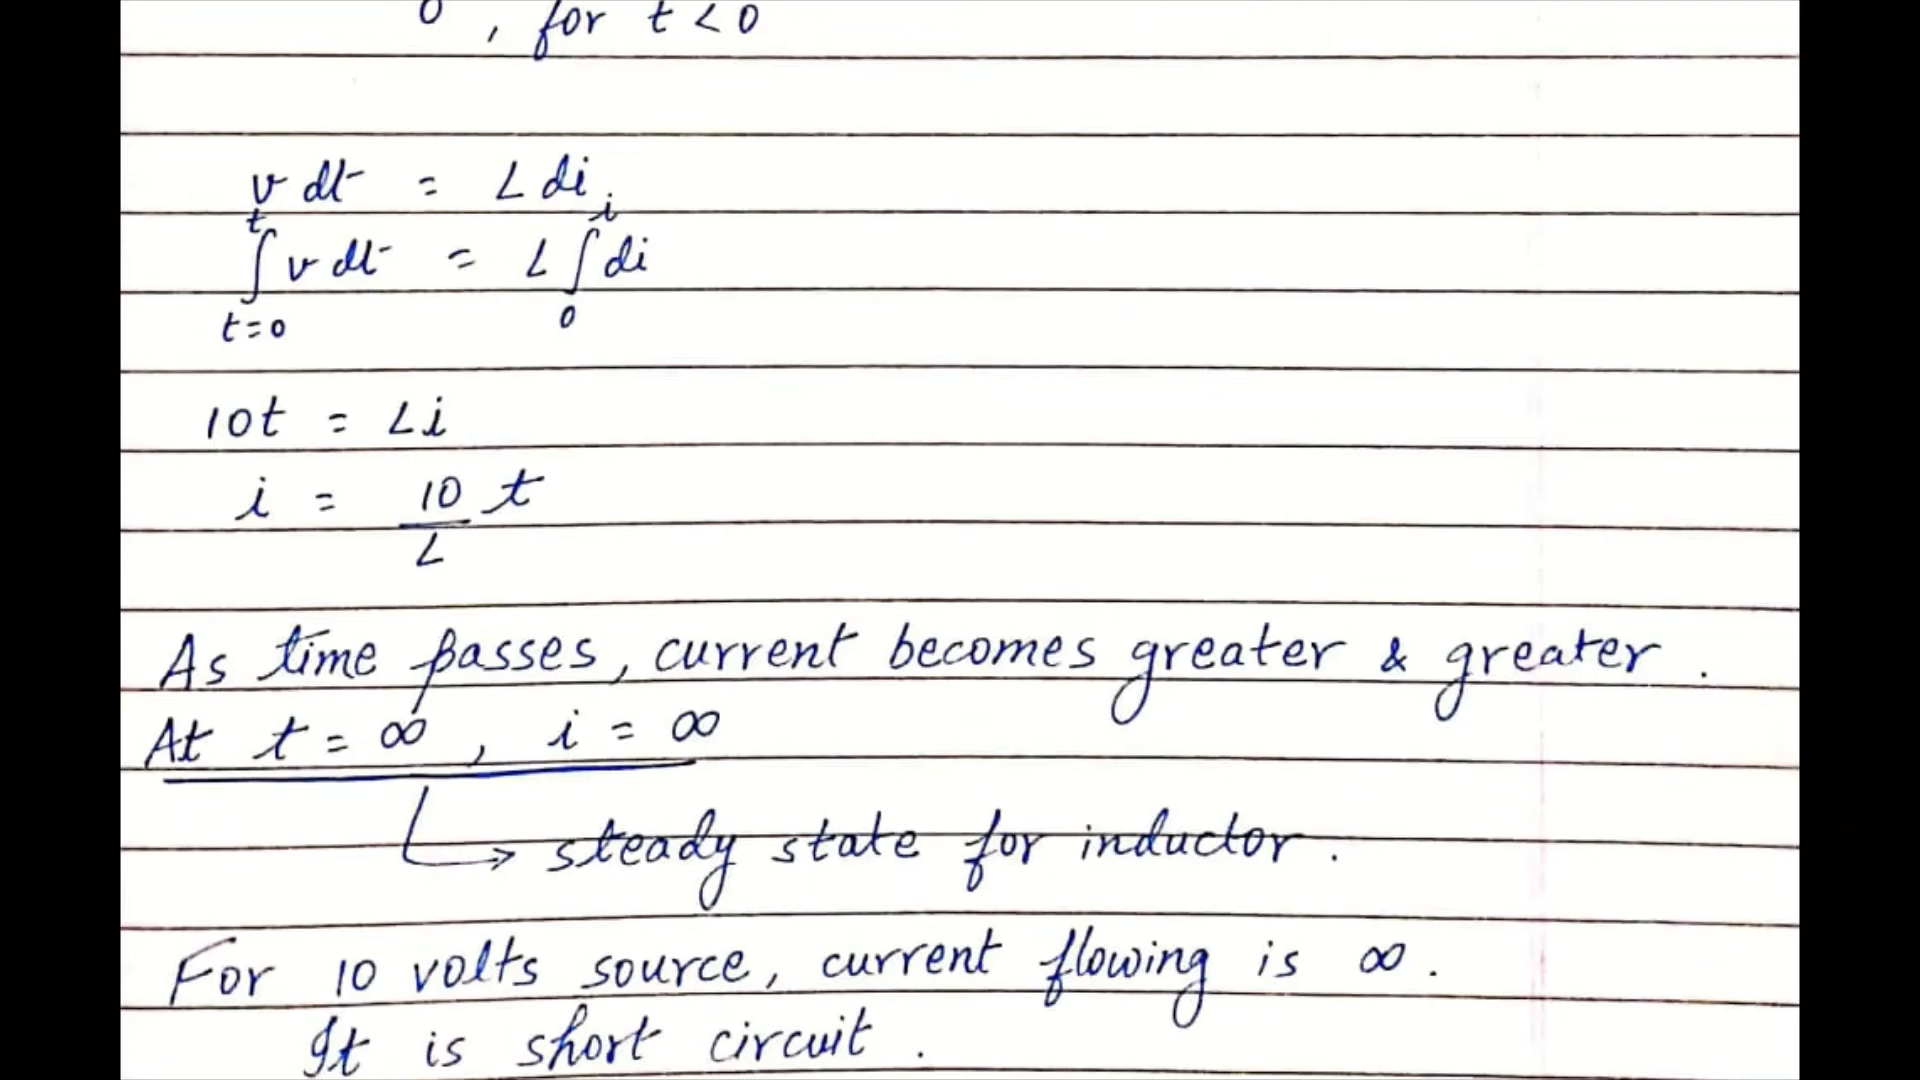 0 , for t < 0
v dt = L di
∫ v dt = L ∫ di
t i
t=0 0
10t = Li
i = 10/L t
As time passes, current becomes greater & greater.
At t = ∞ , i = ∞
→ steady state for inductor.
For 10 volts source, current flowing is ∞.
It is short circuit.